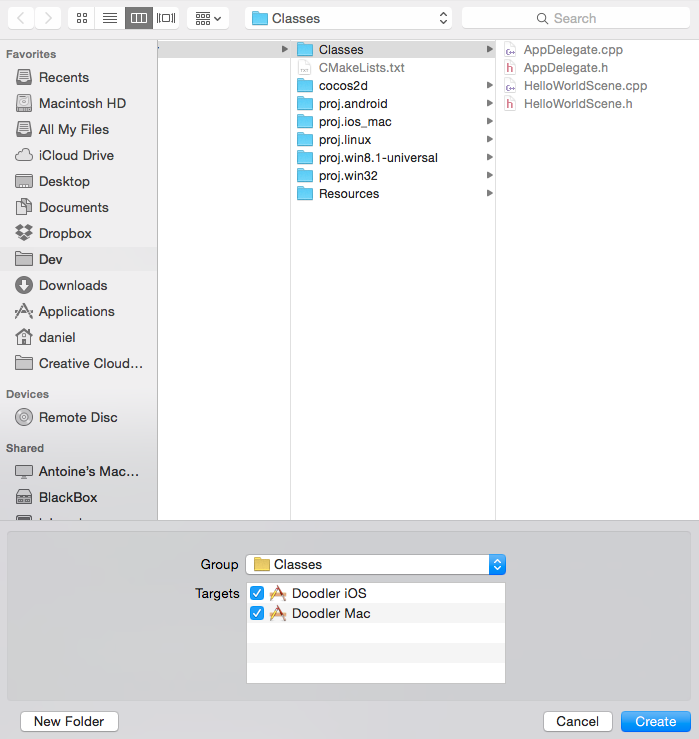 Classes
Search
Favorites
Recents
Macintosh HD
All My Files
iCloud Drive
Desktop
Documents
Dropbox
Dev
Downloads
Applications
daniel
Creative Cloud...
Devices
Remote Disc
Shared
Antoine's Mac...
BlackBox
Classes
CMakeLists.txt
cocos2d
proj.android
proj.ios_mac
proj.linux
proj.win8.1-universal
proj.win32
Resources
AppDelegate.cpp
AppDelegate.h
HelloWorldScene.cpp
HelloWorldScene.h
Group
Classes
Targets
Doodler iOS
Doodler Mac
New Folder
Cancel
Create